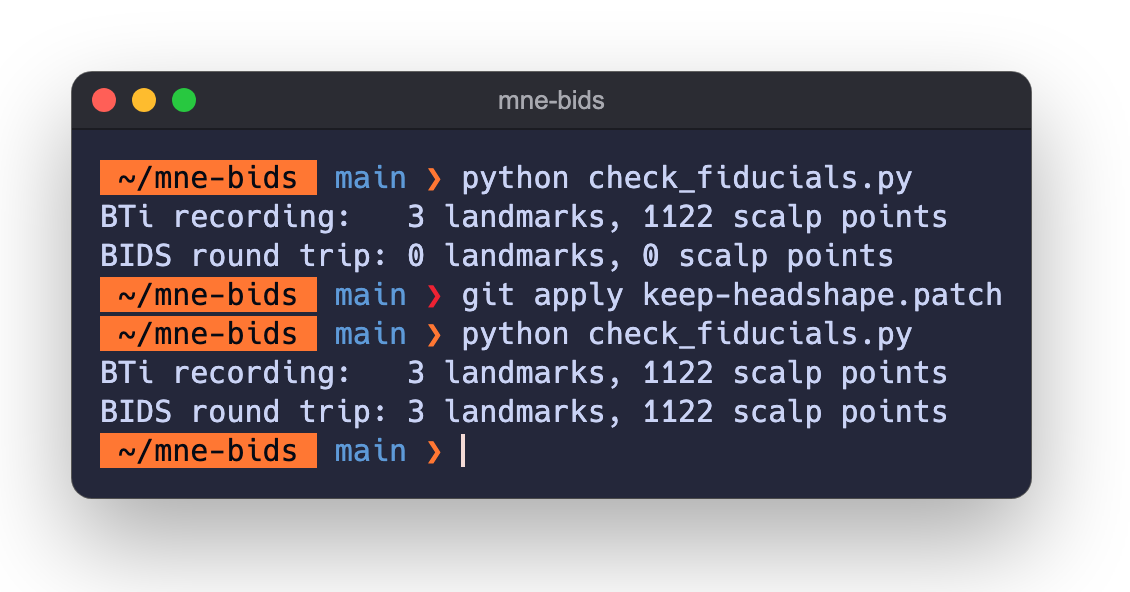 mne-bids
~/mne-bids main ❯ python check_fiducials.py
BTi recording:   3 landmarks, 1122 scalp points
BIDS round trip: 0 landmarks, 0 scalp points
~/mne-bids main ❯ git apply keep-headshape.patch
~/mne-bids main ❯ python check_fiducials.py
BTi recording:   3 landmarks, 1122 scalp points
BIDS round trip: 3 landmarks, 1122 scalp points
~/mne-bids main ❯